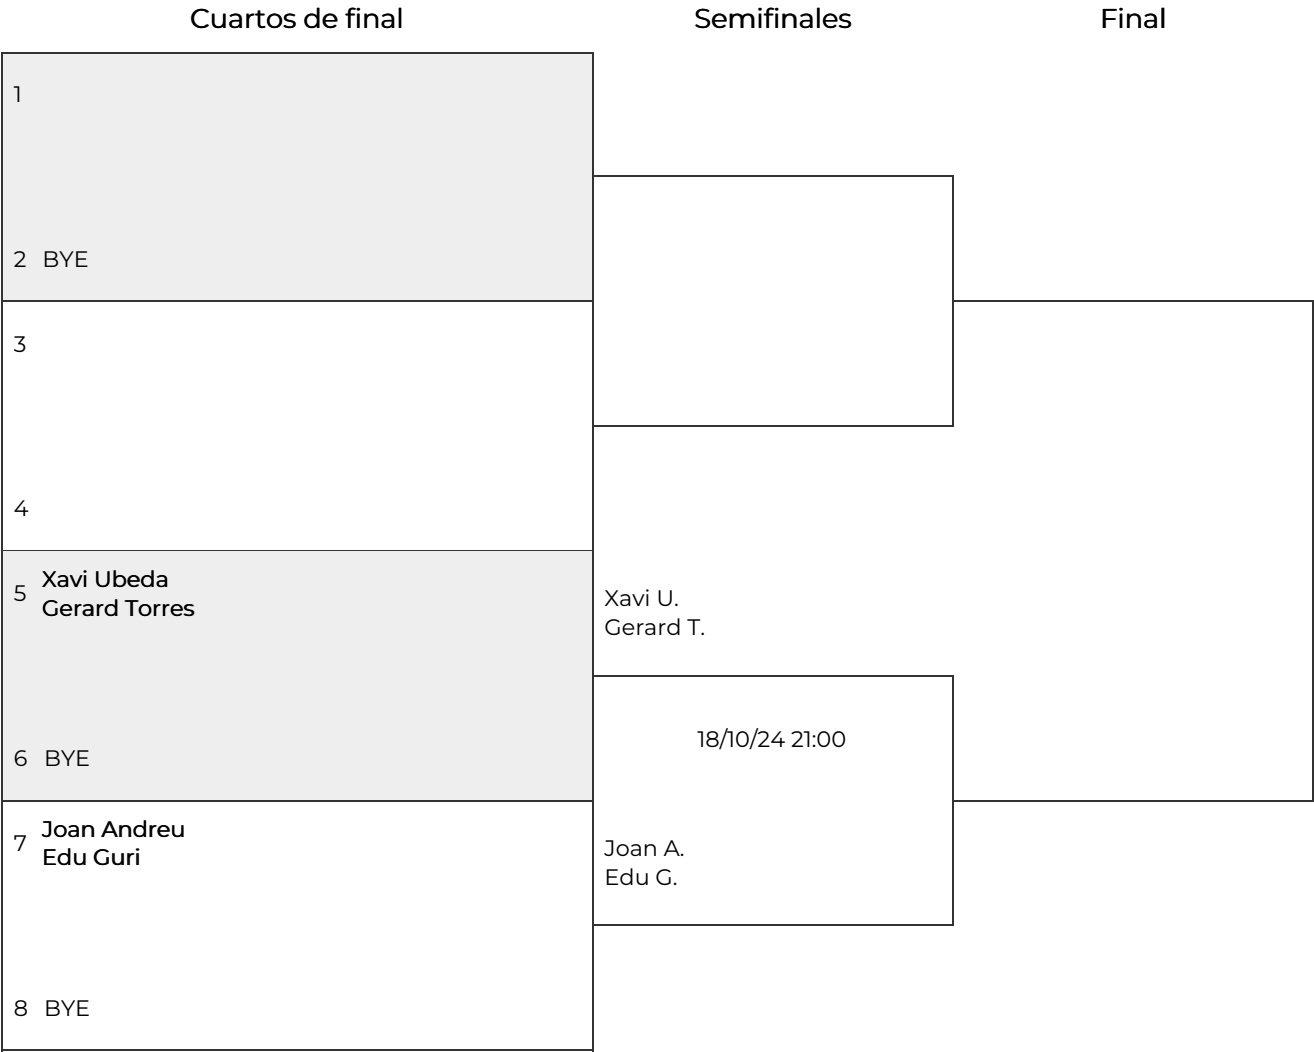 Cuartos de final
Semifinales
Final
1
2 BYE
3
4
5 Xavi Ubeda
Gerard Torres
6 BYE
7 Joan Andreu
Edu Guri
8 BYE
Xavi U.
Gerard T.
18/10/24 21:00
Joan A.
Edu G.